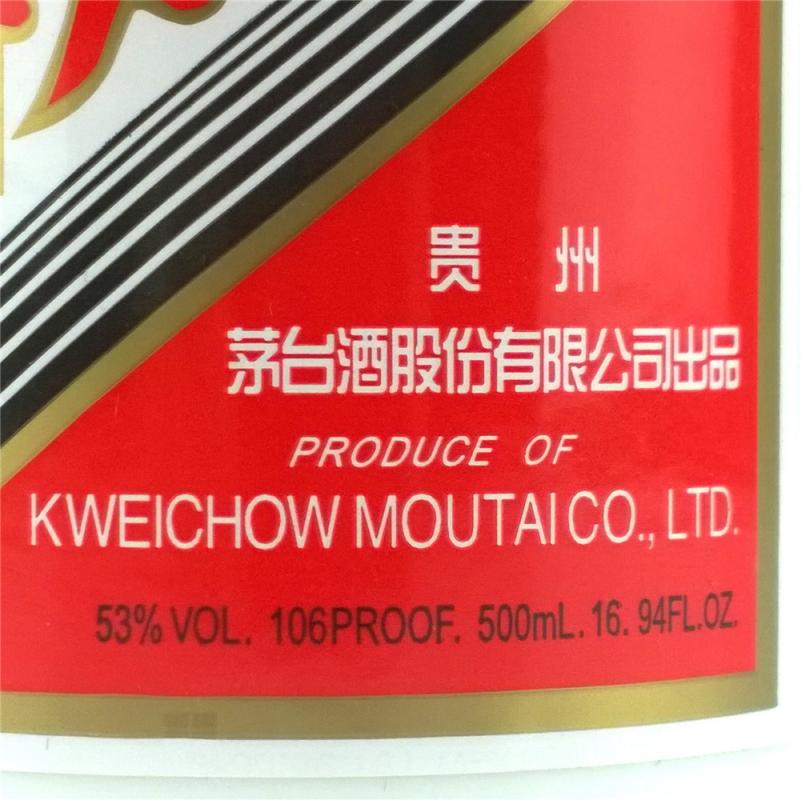 贵 州
茅台酒股份有限公司出品
PRODUCE OF
KWEICHOW MOUTAI CO., LTD.
53% VOL. 106PROOF. 500mL. 16. 94FL.OZ.